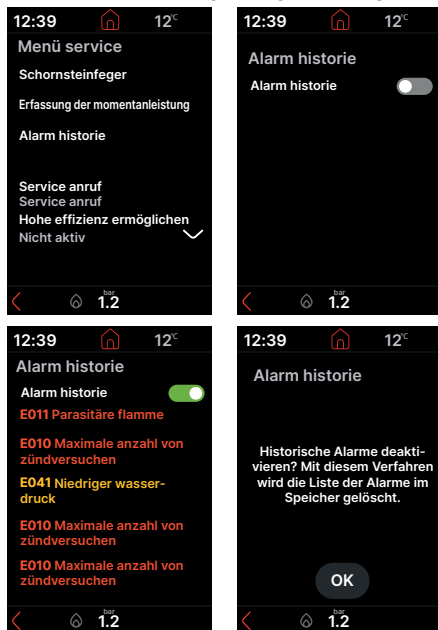 12:39 12°C
Menü service
Schornsteinfeger
Erfassung der momentanleistung
Alarm historie
Service anruf
Service anruf
Hohe effizienz ermöglichen
Nicht aktiv
bar
1.2
12:39 12°C
Alarm historie
Alarm historie
bar
1.2
12:39 12°C
Alarm historie
Alarm historie
E011 Parasitäre flamme
E010 Maximale anzahl von
zündversuchen
E041 Niedriger wasser-
druck
E010 Maximale anzahl von
zündversuchen
E010 Maximale anzahl von
zündversuchen
bar
1.2
12:39 12°C
Alarm historie
Historische Alarme deakti-
vieren? Mit diesem Verfahren
wird die Liste der Alarme im
Speicher gelöscht.
OK
bar
1.2